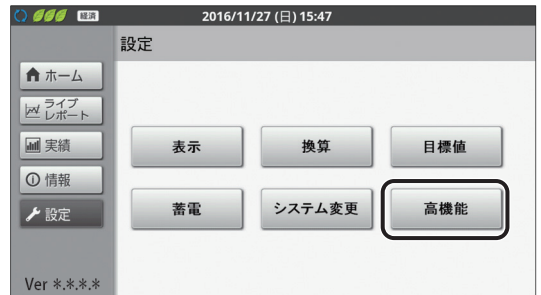 経済 2016/11/27 (日) 15:47
設定
ホーム
ライブ
レポート
実績
情報
設定
表示 換算 目標値
蓄電 システム変更 高機能
Ver *.*.*.*